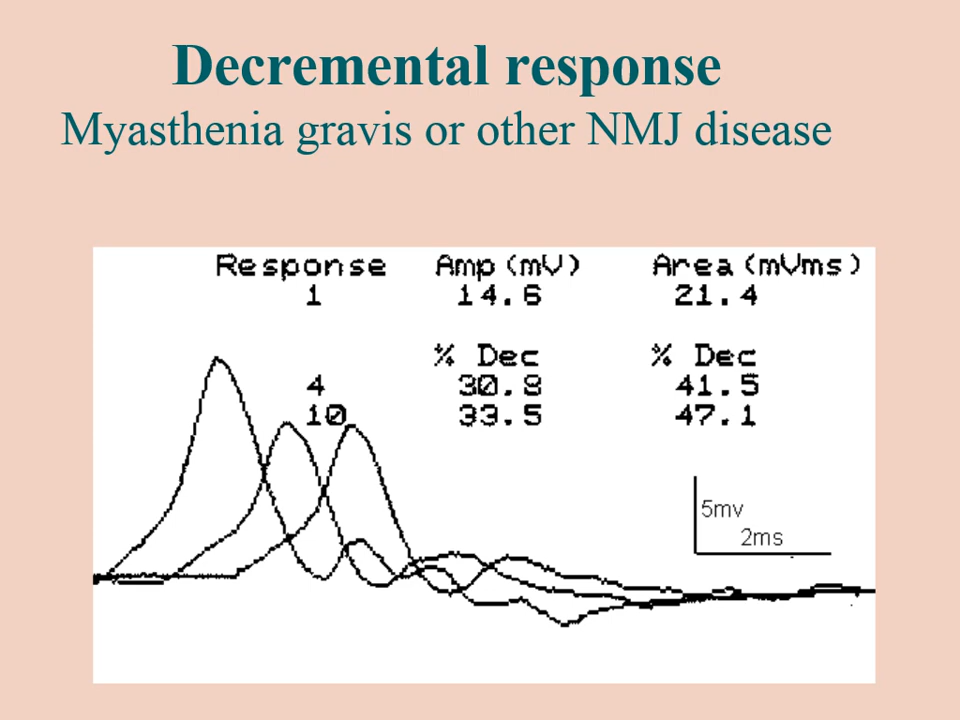 Decremental response
Myasthenia gravis or other NMJ disease
Response Amp(mV) Area(mVms)
1 14.6 21.4
% Dec % Dec
4 30.8 41.5
10 33.5 47.1
5mv
2ms